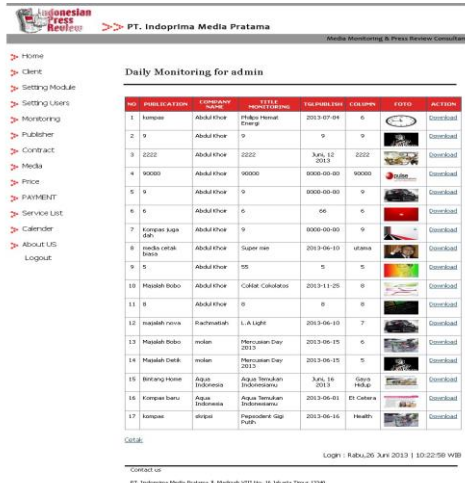 Indonesian
Press
Review
>> PT. Indoprima Media Pratama
Media Monitoring & Press Review Consultan
Home
Client
Setting Module
Setting Users
Monitoring
Publisher
Contract
Media
Price
PAYMENT
Service List
Calender
About US
Logout
Daily Monitoring for admin
NO PUBLICATION COMPANY NAME TITLE MONITORING TGLPUBLISH COLUMN FOTO ACTION
1 kompas Abdul Khoir Philips Hemat Energi 2013-07-04 6 Download
2 9 Abdul Khoir 9 9 9 Download
3 2222 Abdul Khoir 2222 Juni, 12 2013 2222 Download
4 90000 Abdul Khoir 90000 0000-00-00 90000 Download
5 9 Abdul Khoir 9 0000-00-00 9 Download
6 6 Abdul Khoir 6 66 6 Download
7 Kompas juga dah Abdul Khoir 9 0000-00-00 9 Download
8 media cetak biasa Abdul Khoir Super mie 2013-06-10 utama Download
9 5 Abdul Khoir 55 5 5 Download
10 Majalah Bobo Abdul Khoir Coklat Cokolatos 2013-11-25 8 Download
11 8 Abdul Khoir 8 8 8 Download
12 majalah nova Rachmatiah L.A Light 2013-06-10 7 Download
13 Majalah Bobo molan Mercusian Day 2013 2013-06-15 6 Download
14 Majalah Detik molan Mercusian Day 2013 2013-06-15 5 Download
15 Bintang Home Aqua Indonesia Aqua Temukan Indonesiamu Juni, 16 2013 Gaya Hidup Download
16 Kompas baru Aqua Indonesia Aqua Temukan Indonesiamu 2013-06-01 Et Cetera Download
17 kompas skripsi Pepsodent Gigi Putih 2013-06-16 Health Download
Cetak
Login : Rabu,26 Juni 2013 | 10:22:58 WIB
Contact us
PT. Indoprima Media Pratama